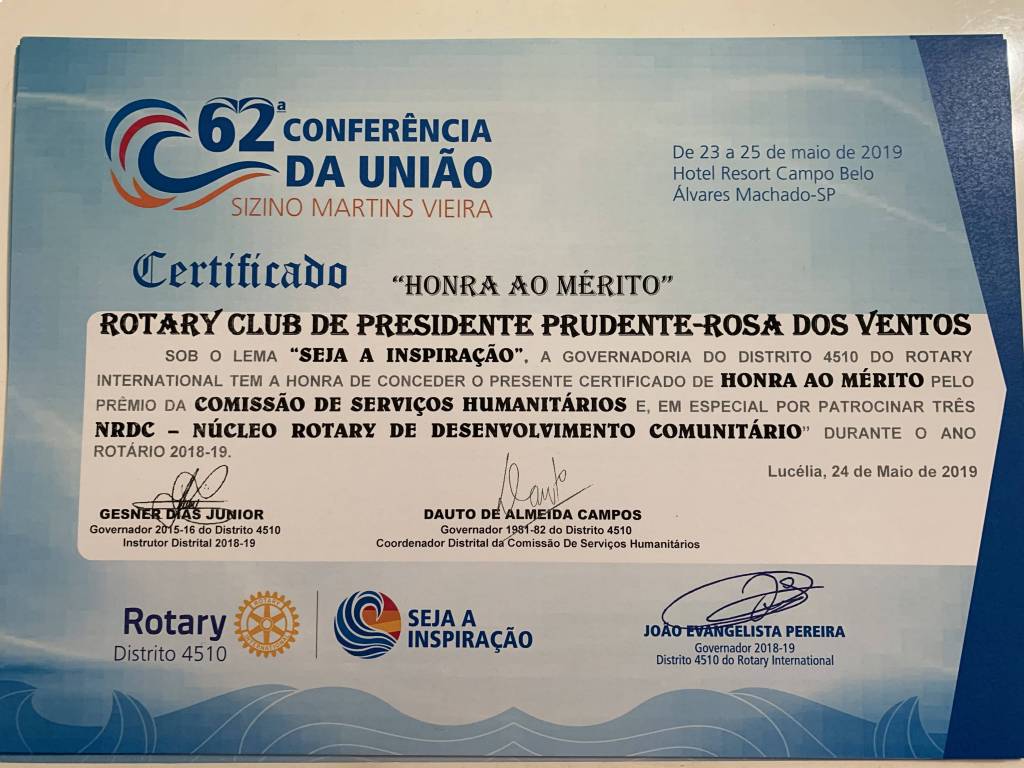 62ª CONFERÊNCIA
DA UNIÃO
SIZINO MARTINS VIEIRA
De 23 a 25 de maio de 2019
Hotel Resort Campo Belo
Álvares Machado-SP
Certificado
“HONRA AO MÉRITO”
ROTARY CLUB DE PRESIDENTE PRUDENTE-ROSA DOS VENTOS
SOB O LEMA “SEJA A INSPIRAÇÃO”, A GOVERNADORIA DO DISTRITO 4510 DO ROTARY
INTERNATIONAL TEM A HONRA DE CONCEDER O PRESENTE CERTIFICADO DE HONRA AO MÉRITO PELO
PRÊMIO DA COMISSÃO DE SERVIÇOS HUMANITÁRIOS E, EM ESPECIAL POR PATROCINAR TRÊS
NRDC – NÚCLEO ROTARY DE DESENVOLVIMENTO COMUNITÁRIO” DURANTE O ANO
ROTÁRIO 2018-19.
Lucélia, 24 de Maio de 2019
GESNER DIAS JUNIOR
Governador 2015-16 do Distrito 4510
Instrutor Distrital 2018-19
DAUTO DE ALMEIDA CAMPOS
Governador 1981-82 do Distrito 4510
Coordenador Distrital da Comissão De Serviços Humanitários
Rotary
Distrito 4510
ROTARY
INTERNATIONAL
SEJA A
INSPIRAÇÃO
JOÃO EVANGELISTA PEREIRA
Governador 2018-19
Distrito 4510 do Rotary International